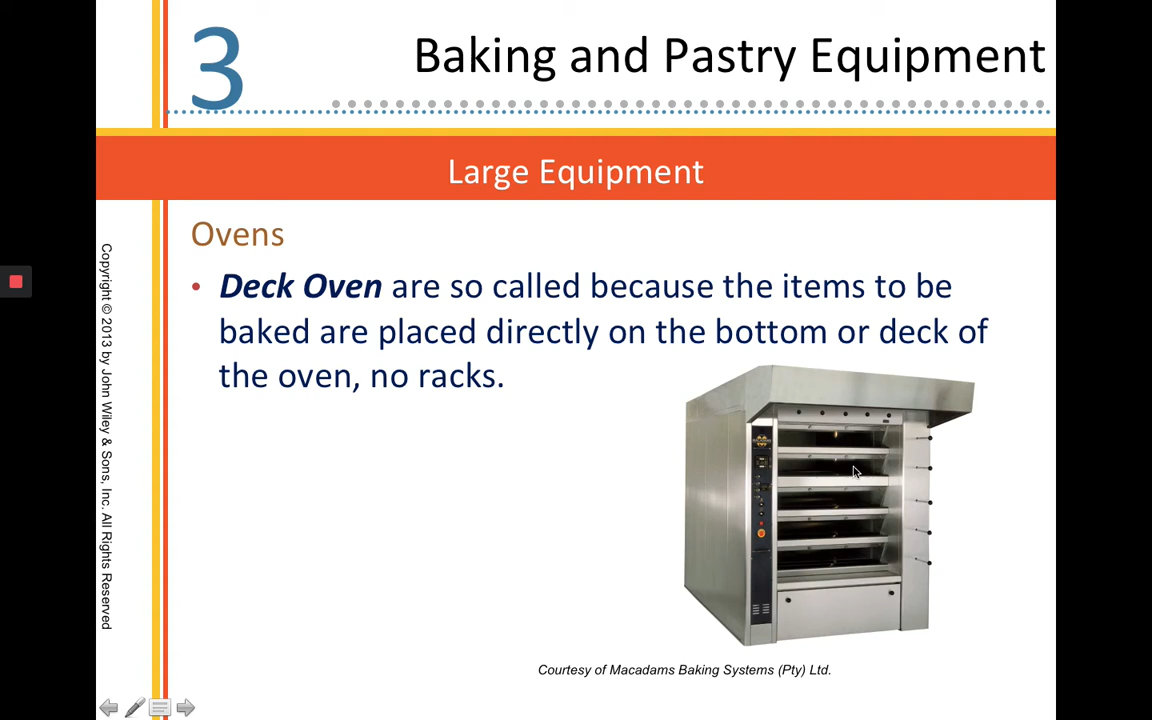 3
Baking and Pastry Equipment
Large Equipment
Ovens
• Deck Oven are so called because the items to be
baked are placed directly on the bottom or deck of
the oven, no racks.
Courtesy of Macadams Baking Systems (Pty) Ltd.
Copyright © 2013 by John Wiley & Sons, Inc. All Rights Reserved